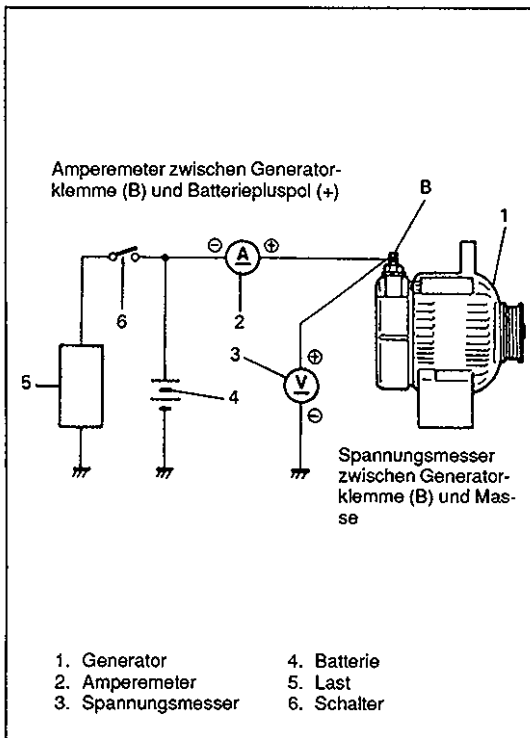 Amperemeter zwischen Generator-
klemme (B) und Batteriepluspol (+)
B
1
⊖ A ⊕
6
2
3
⊕
V
⊖
5
4
Spannungsmesser
zwischen Generator-
klemme (B) und Mas-
se
1. Generator
2. Amperemeter
3. Spannungsmesser
4. Batterie
5. Last
6. Schalter